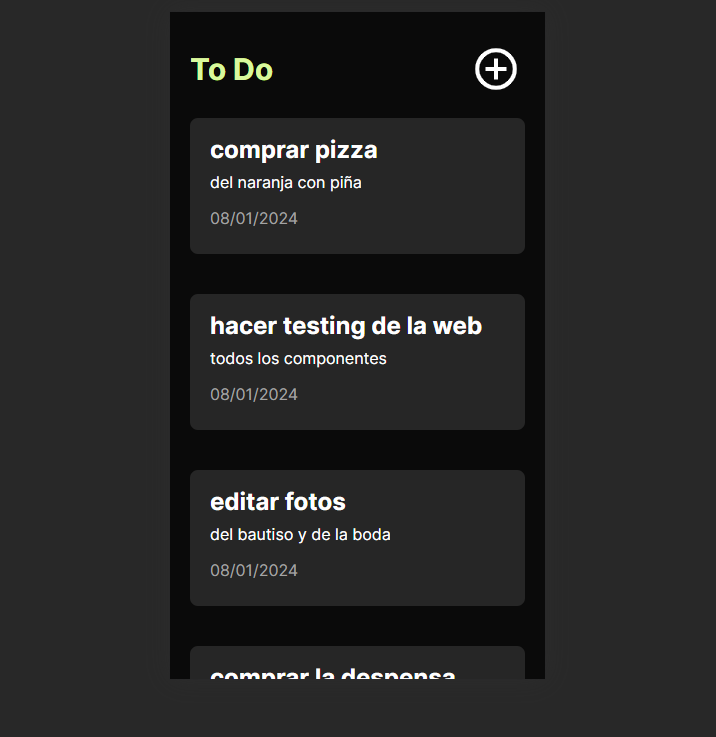 To Do
comprar pizza
del naranja con piña
08/01/2024
hacer testing de la web
todos los componentes
08/01/2024
editar fotos
del bautiso y de la boda
08/01/2024
comprar la despensa